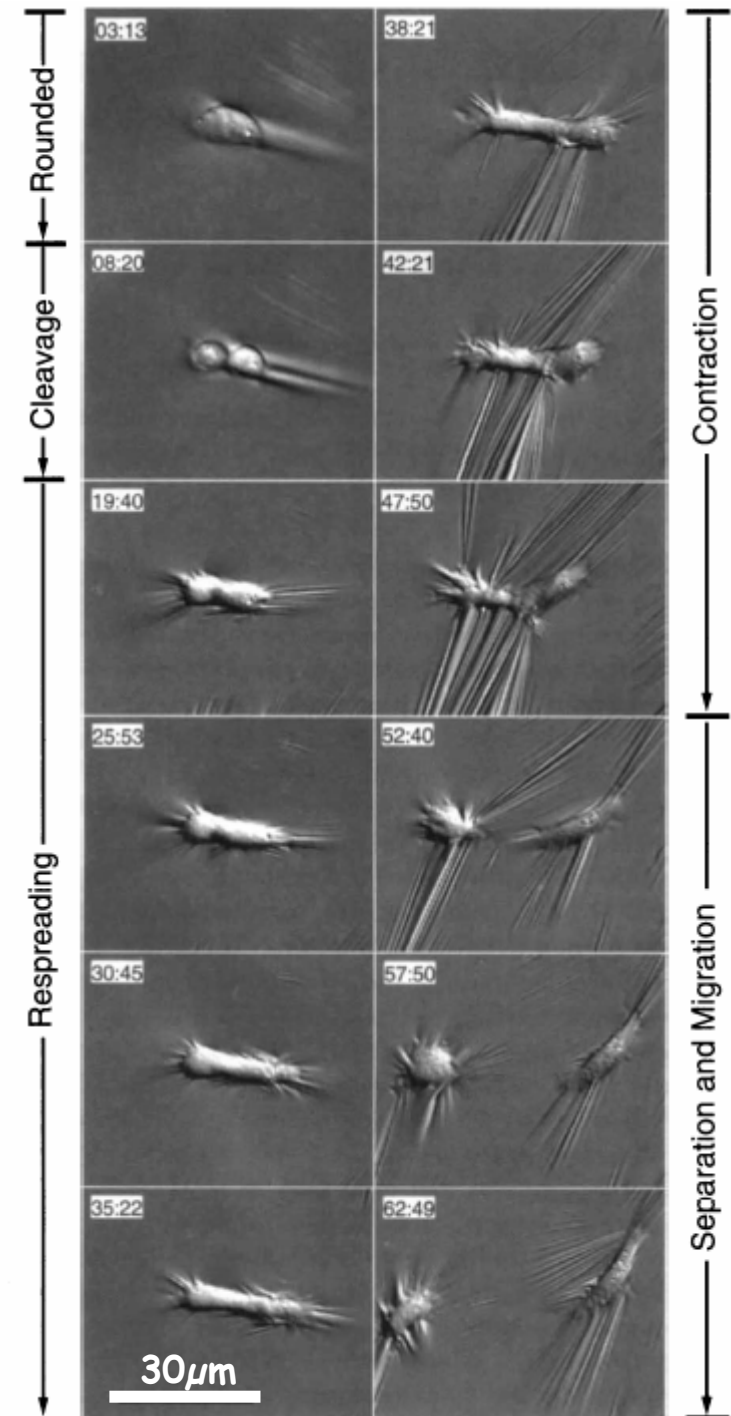 Rounded
Cleavage
Respreading
03:13
08:20
19:40
25:53
30:45
35:22
30μm
38:21
42:21
47:50
52:40
57:50
62:49
Contraction
Separation and Migration